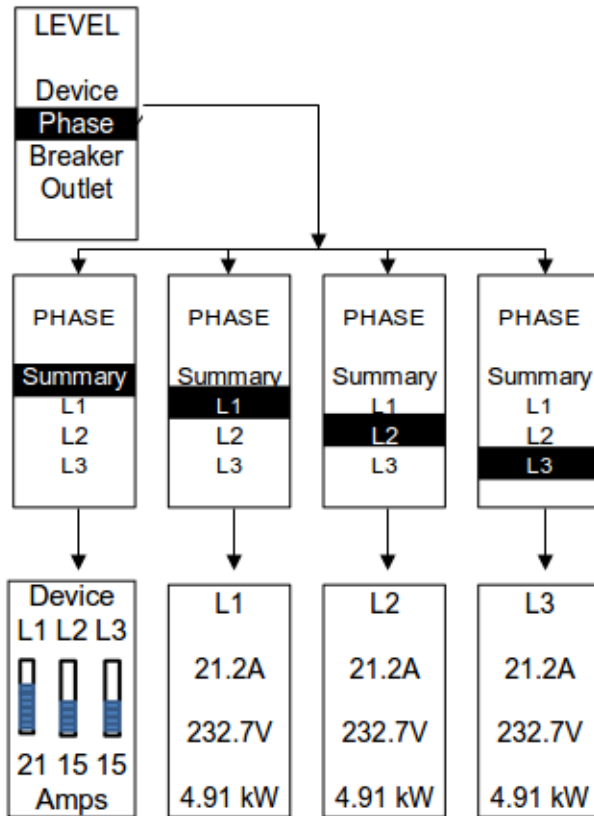 LEVEL
Device
Phase
Breaker
Outlet
PHASE
Summary
L1
L2
L3
PHASE
Summary
L1
L2
L3
PHASE
Summary
L1
L2
L3
PHASE
Summary
L1
L2
L3
Device
L1 L2 L3
21 15 15
Amps
L1
21.2A
232.7V
4.91 kW
L2
21.2A
232.7V
4.91 kW
L3
21.2A
232.7V
4.91 kW